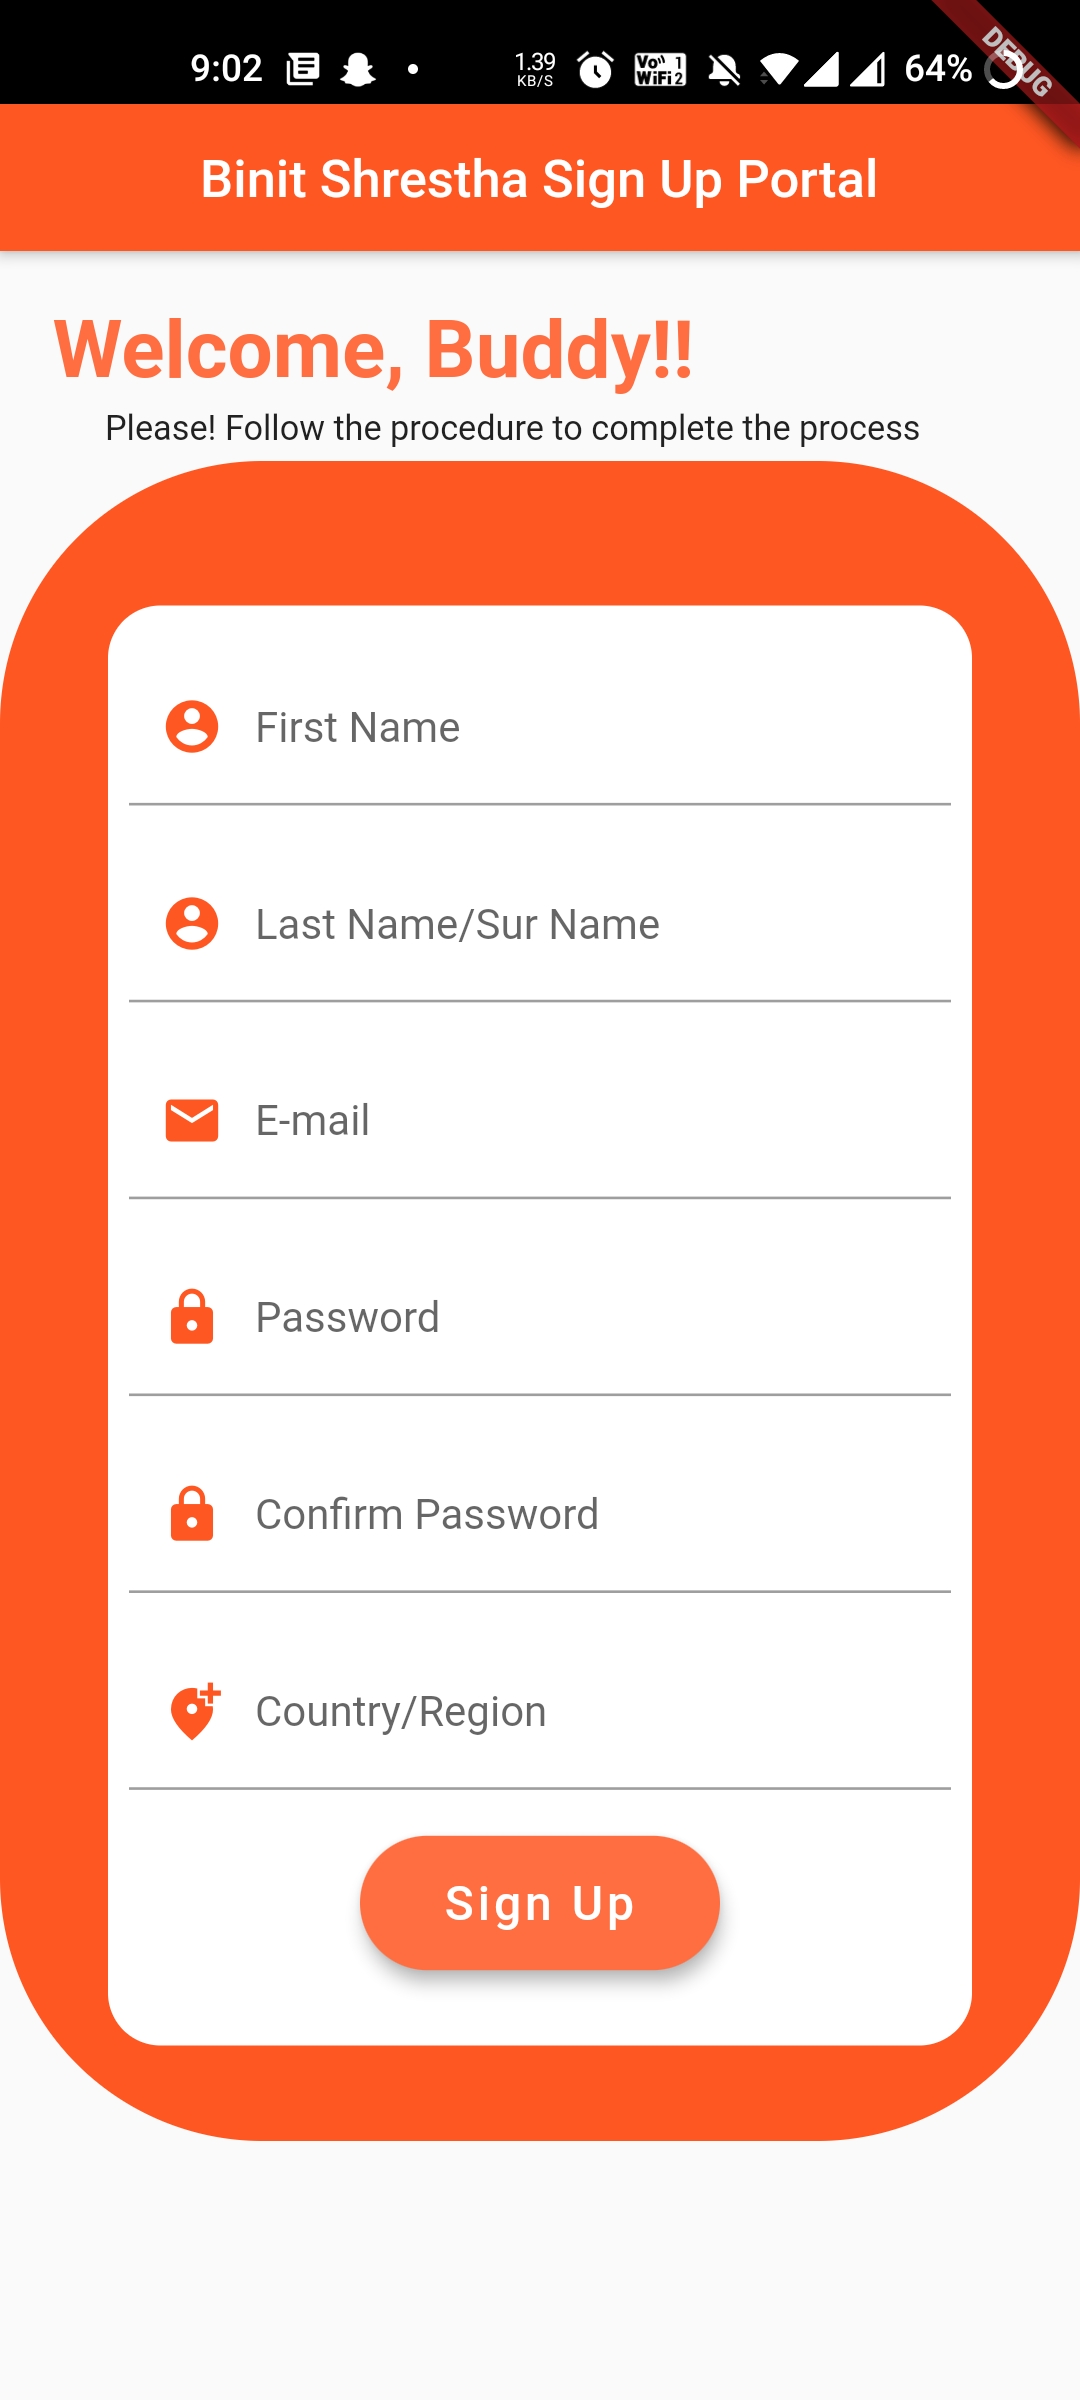 9:02 1.39 KB/S Vo 1 WiFi 2 64%
DEBUG
Binit Shrestha Sign Up Portal
Welcome, Buddy!!
Please! Follow the procedure to complete the process
First Name
Last Name/Sur Name
E-mail
Password
Confirm Password
Country/Region
Sign Up